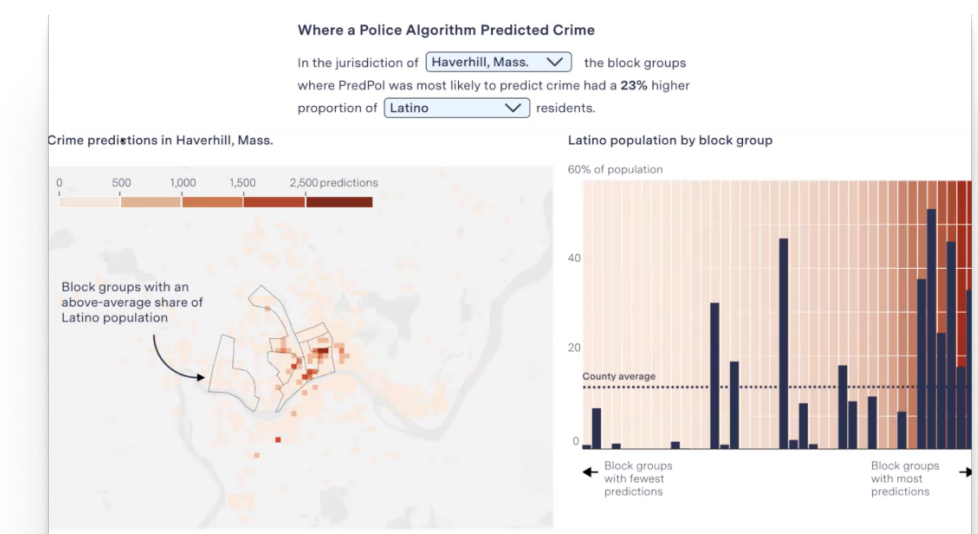 Where a Police Algorithm Predicted Crime
In the jurisdiction of Haverhill, Mass. the block groups
where PredPol was most likely to predict crime had a 23% higher
proportion of Latino residents.
Crime predictions in Haverhill, Mass.
0 500 1,000 1,500 2,500 predictions
Block groups with an
above-average share of
Latino population
Latino population by block group
60% of population
40
20
County average
0
Block groups
with fewest
predictions
Block groups
with most
predictions